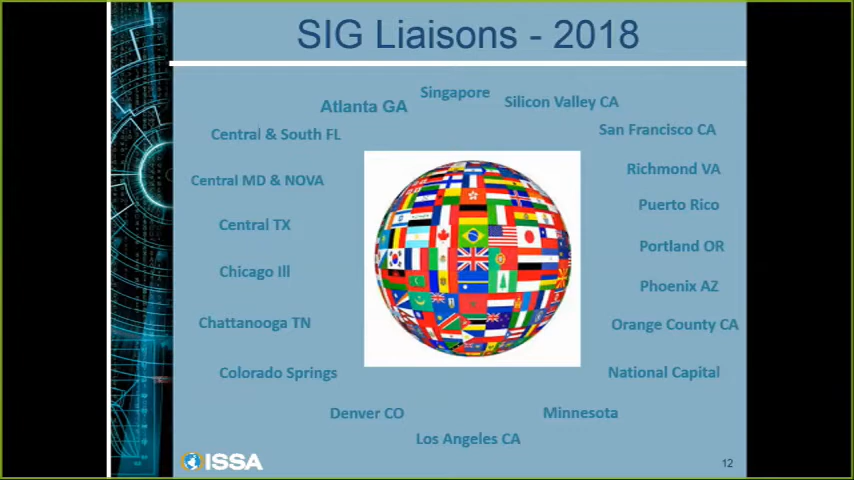 SIG Liaisons - 2018
Singapore
Atlanta GA
Silicon Valley CA
Central & South FL
San Francisco CA
Central MD & NOVA
Richmond VA
Central TX
Puerto Rico
Chicago Ill
Portland OR
Chattanooga TN
Phoenix AZ
Colorado Springs
Orange County CA
Denver CO
National Capital
Los Angeles CA
Minnesota
ISSA
12